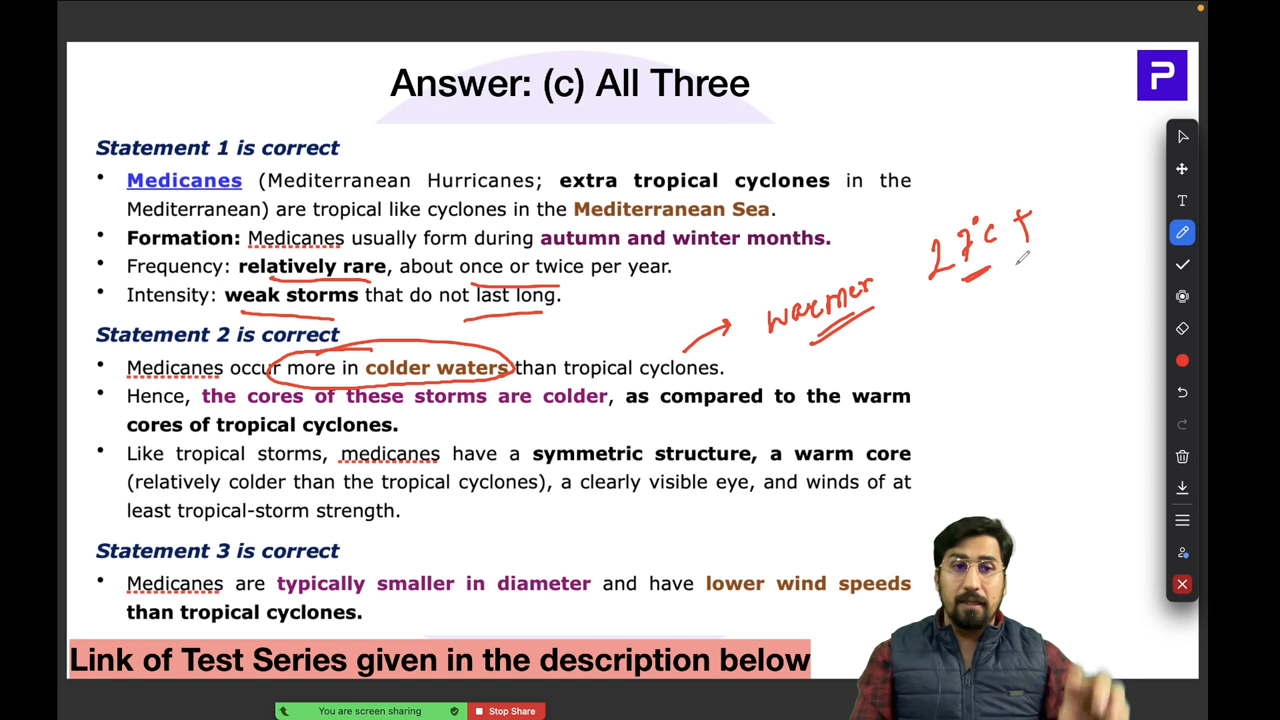 Answer: (c) All Three
P
Statement 1 is correct
• Medicanes (Mediterranean Hurricanes; extra tropical cyclones in the
Mediterranean) are tropical like cyclones in the Mediterranean Sea.
• Formation: Medicanes usually form during autumn and winter months.
• Frequency: relatively rare, about once or twice per year.
• Intensity: weak storms that do not last long.
27°c +
warmer
Statement 2 is correct
• Medicanes occur more in colder waters than tropical cyclones.
• Hence, the cores of these storms are colder, as compared to the warm
cores of tropical cyclones.
• Like tropical storms, medicanes have a symmetric structure, a warm core
(relatively colder than the tropical cyclones), a clearly visible eye, and winds of at
least tropical-storm strength.
Statement 3 is correct
• Medicanes are typically smaller in diameter and have lower wind speeds
than tropical cyclones.
Link of Test Series given in the description below
You are screen sharing
Stop Share
T